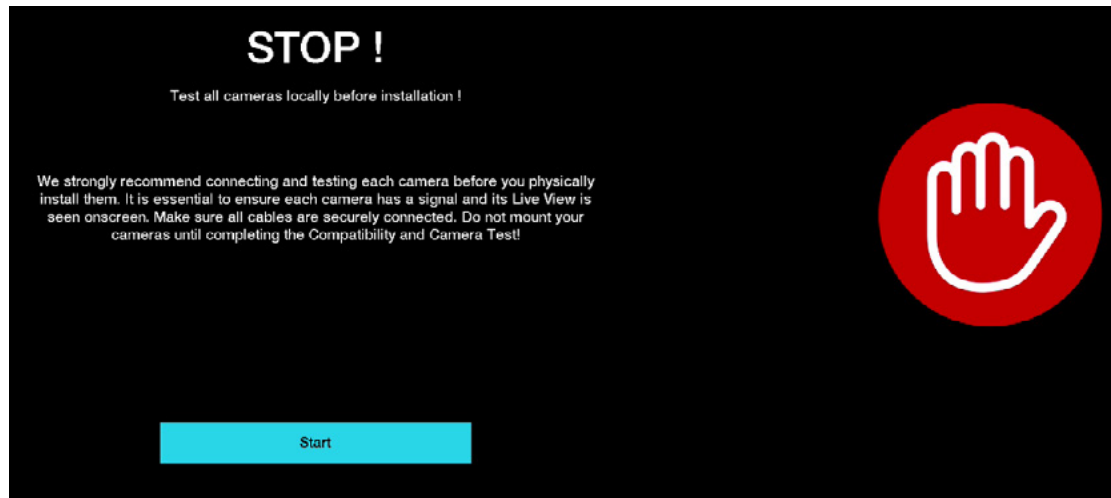 STOP !
Test all cameras locally before installation !
We strongly recommend connecting and testing each camera before you physically
install them. It is essential to ensure each camera has a signal and its Live View is
seen onscreen. Make sure all cables are securely connected. Do not mount your
cameras until completing the Compatibility and Camera Test!
Start